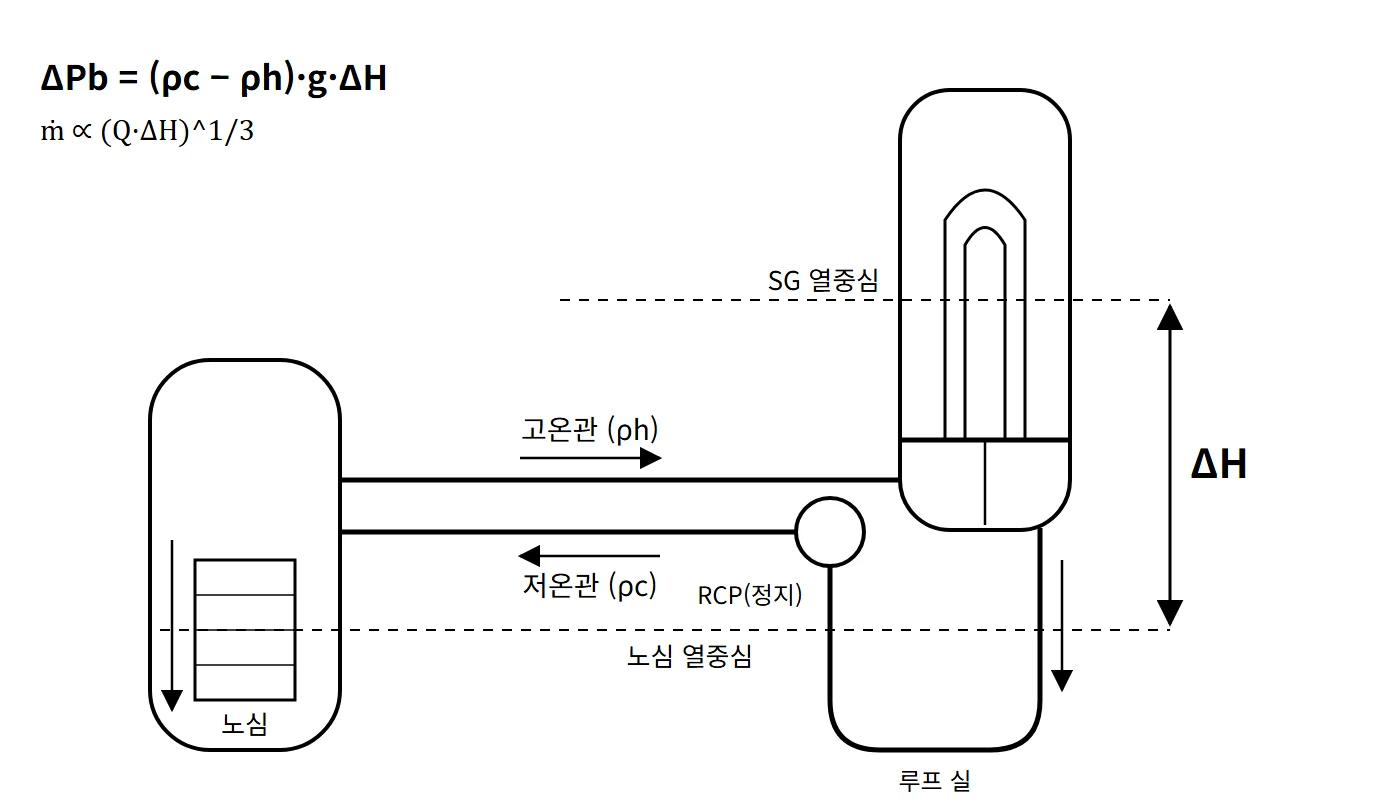 ΔPb = (ρc − ρh)·g·ΔH
ṁ ∝ (Q·ΔH)^1/3
SG 열중심
고온관 (ρh)
ΔH
저온관 (ρc)
RCP(정지)
노심 열중심
노심
루프 실